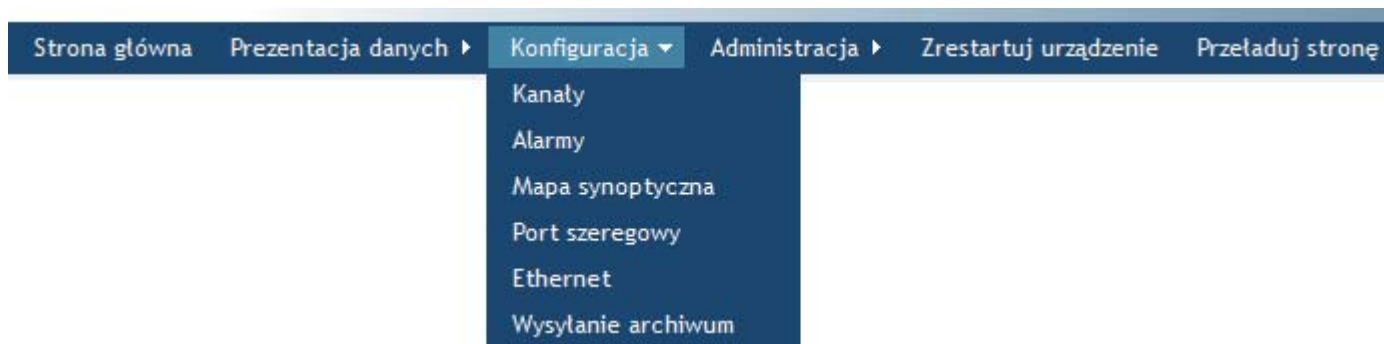 Strona główna Prezentacja danych Konfiguracja Administracja Zrestartuj urządzenie Przeładuj stronę
Kanały
Alarmy
Mapa synoptyczna
Port szeregowy
Ethernet
Wysyłanie archiwum